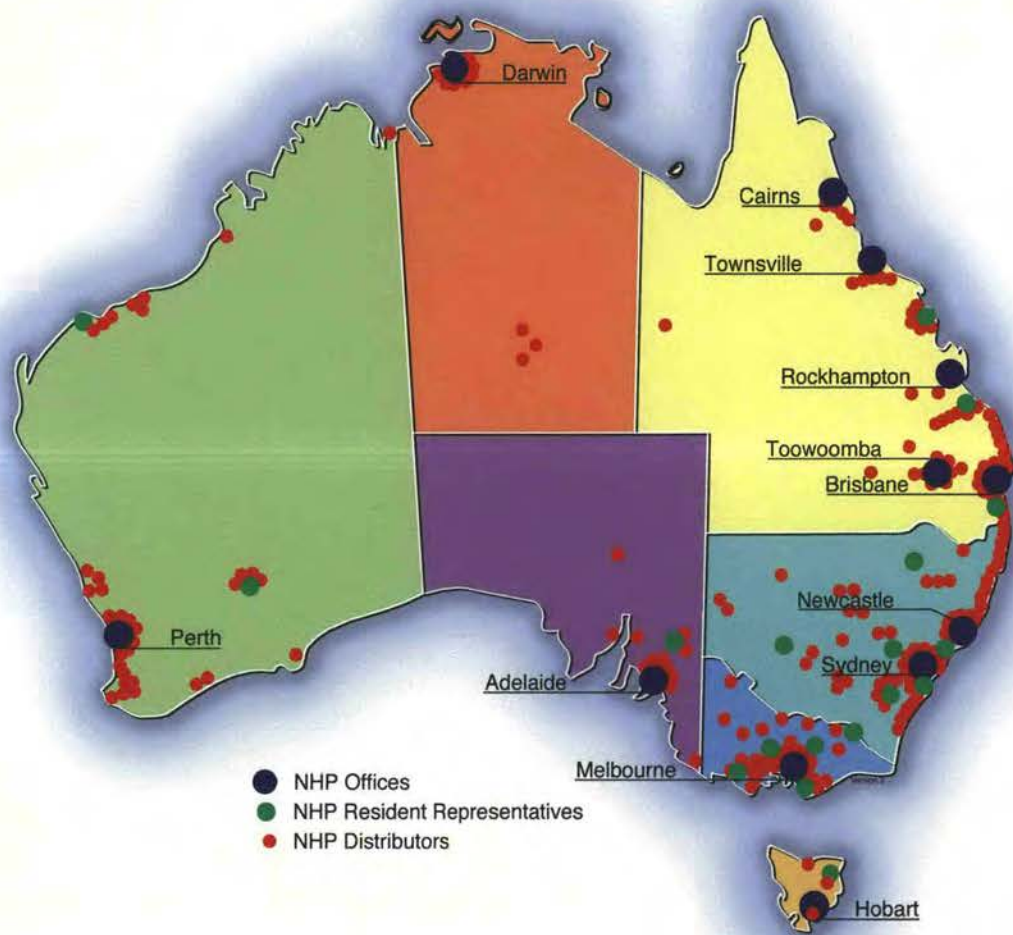 Darwin
Cairns
Townsville
Rockhampton
Toowoomba
Brisbane
Newcastle
Perth
Sydney
Adelaide
Melbourne
NHP Offices
NHP Resident Representatives
NHP Distributors
Hobart